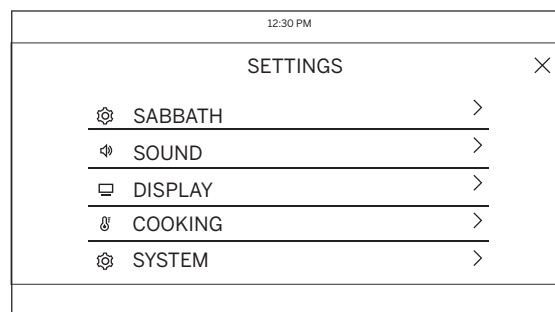 12:30 PM
SETTINGS
SABBATH
SOUND
DISPLAY
COOKING
SYSTEM